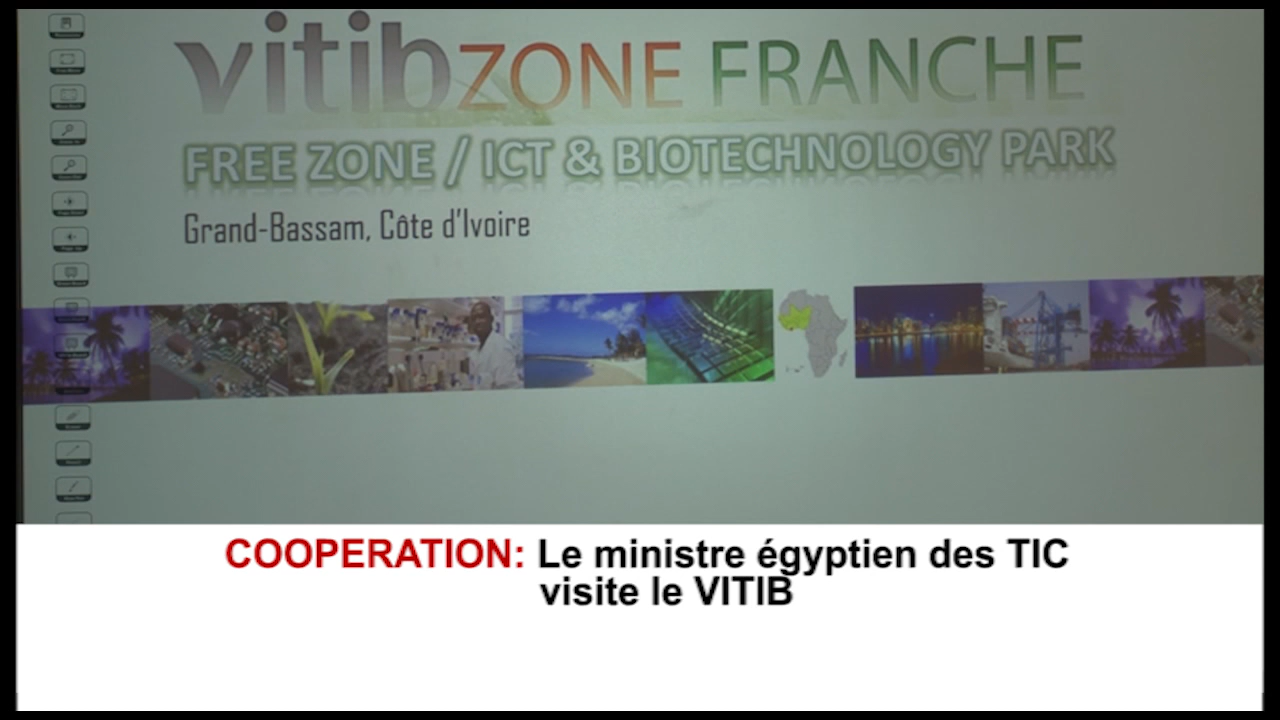 vitib ZONE FRANCHE
FREE ZONE / ICT & BIOTECHNOLOGY PARK
Grand-Bassam, Côte d'Ivoire
COOPERATION: Le ministre égyptien des TIC
visite le VITIB